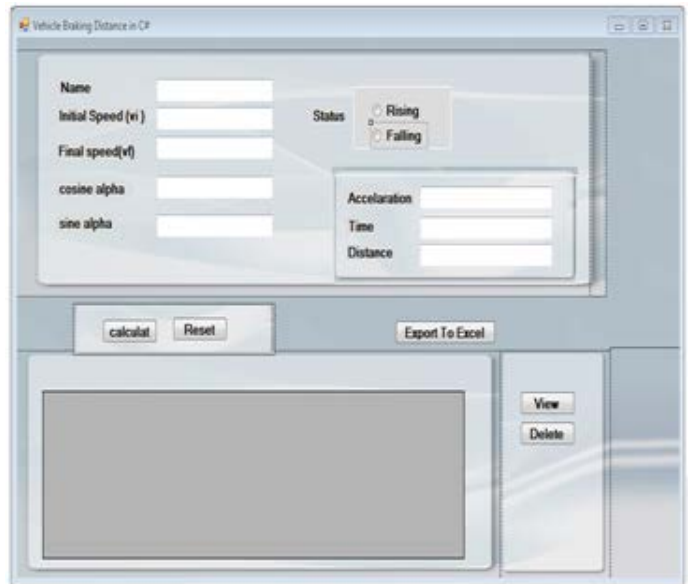 Vehicle Braking Distance in C#
Name
Initial Speed (vi )
Final speed(vf)
cosine alpha
sine alpha
Status
Rising
Falling
Accelaration
Time
Distance
calculat
Reset
Export To Excel
View
Delete